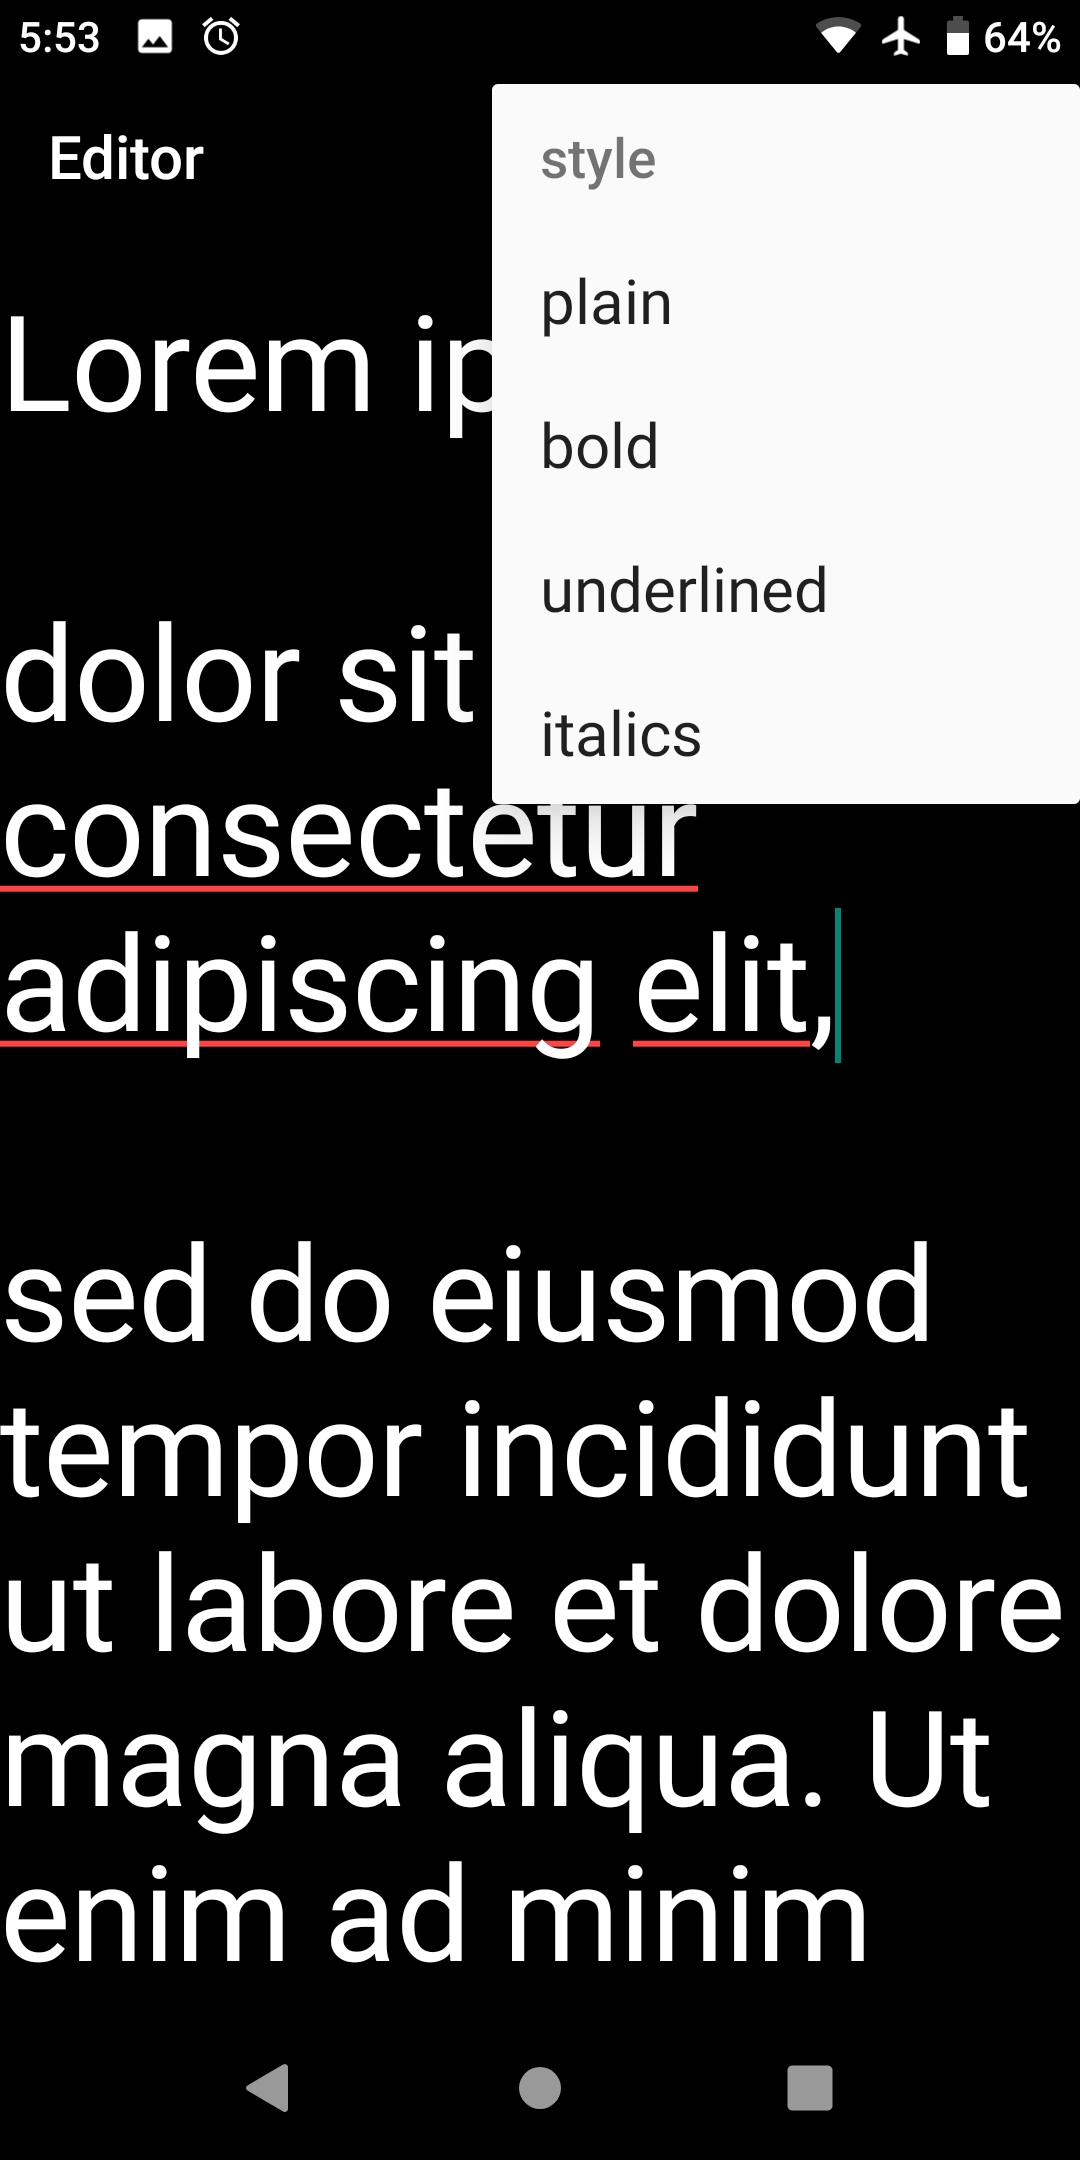 5:53 64%
Editor
style
plain
bold
underlined
italics
Lorem
dolor sit
consectetur
adipiscing elit,
sed do eiusmod
tempor incididunt
ut labore et dolore
magna aliqua. Ut
enim ad minim